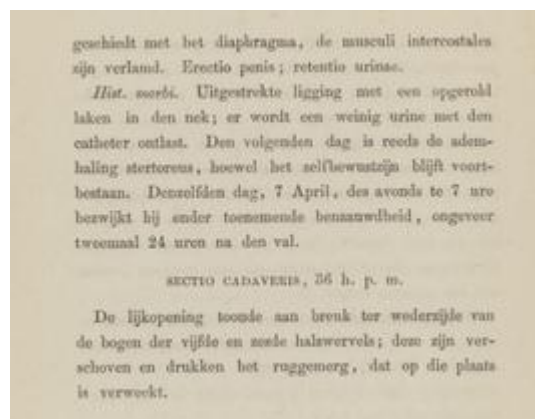 geschiedt met het diaphragma, de musculi intercostales
zijn verlamd. Erectio penis; retentio urinae.
Hist. morbi. Uitgestrekte ligging met een opgerold
laken in den nek; er wordt een weinig urine met den
catheter ontlast. Den volgenden dag is reeds de adem-
haling stertoreus, hoewel het zelfbewustzijn blijft voort-
bestaan. Denzelfden dag, 7 April, des avonds te 7 ure
bezwijkt hij onder toenemende benaauwdheid, ongeveer
tweemaal 24 uren na den val.
SECTIO CADAVERIS, 36 h. p. m.
De lijkopening toonde aan breuk ter wederzijde van
de bogen der vijfde en zesde halswervels; deze zijn ver-
schoven en drukken het ruggemerg, dat op die plaats
is verweekt.